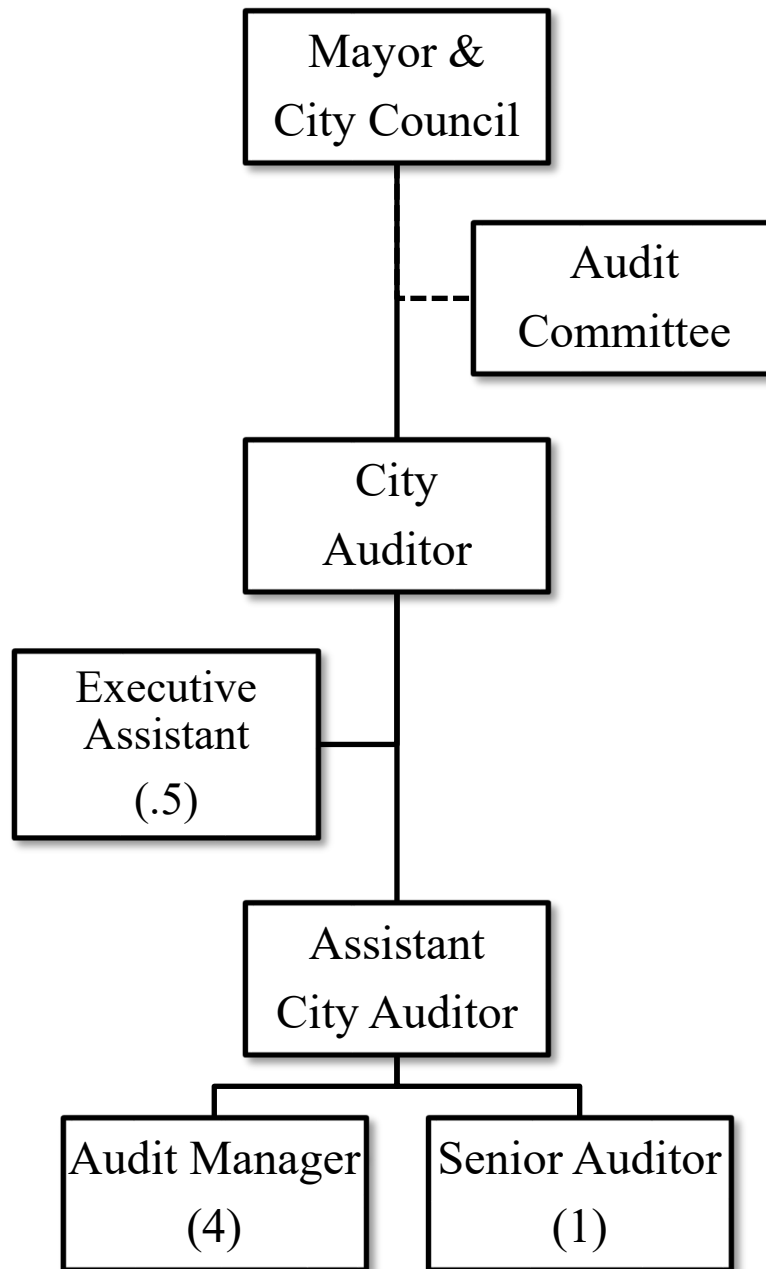 Mayor &
City Council
Audit
Committee
City
Auditor
Executive
Assistant
(.5)
Assistant
City Auditor
Audit Manager
(4)
Senior Auditor
(1)